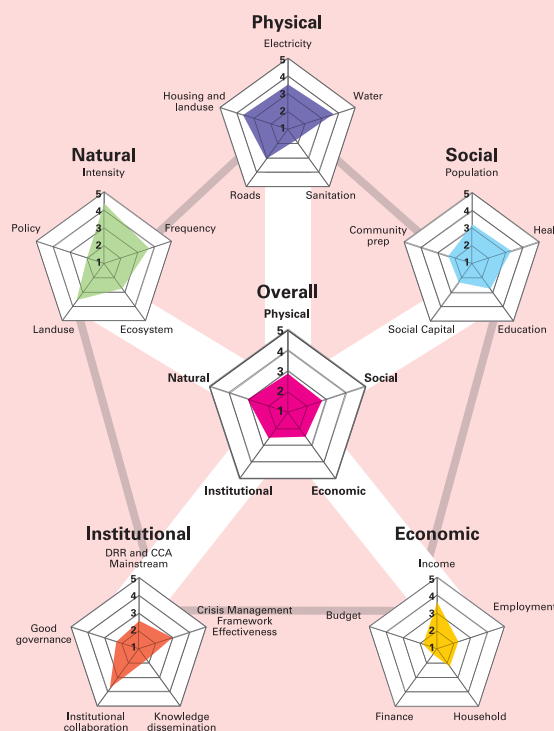 Physical
Electricity
5
4
3
2
1
Housing and
landuse
Water
Roads
Sanitation
Natural
Intensity
5
4
3
2
1
Policy
Frequency
Landuse
Ecosystem
Social
Population
5
4
3
2
1
Community
prep
Heal
Social Capital
Education
Overall
Physical
5
4
3
2
1
Natural
Social
Institutional
Economic
Institutional
DRR and CCA
Mainstream
5
4
3
2
1
Good
governance
Crisis Management
Framework
Effectiveness
Institutional
collaboration
Knowledge
dissemination
Economic
Income
5
4
3
2
1
Budget
Employment
Finance
Household